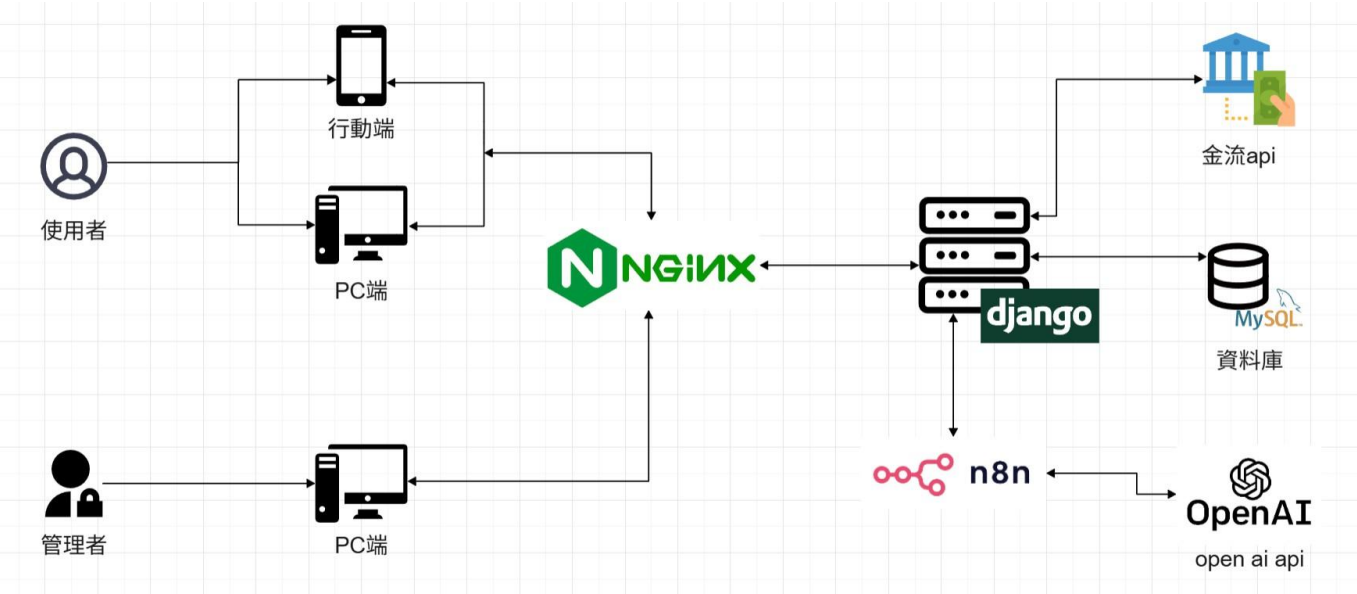 行動端
使用者
PC端
N NGINX
金流api
django
MySQL
資料庫
n8n
OpenAI
open ai api
管理者
PC端